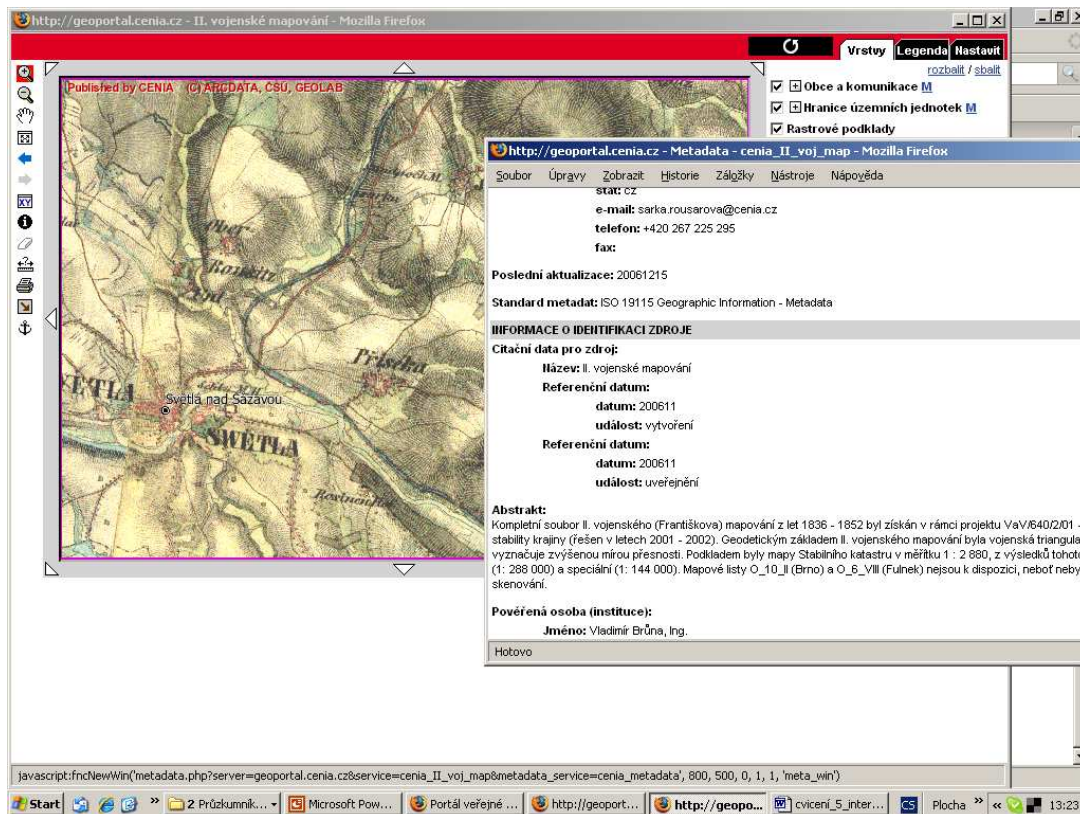 http://geoportal.cenia.cz - II. vojenské mapování - Mozilla Firefox
Vrstvy Legenda Nastavit
rozbalit / sbalit
Published by CENIA (C) ARCDATA, ČSÚ, GEOLAB
Obce a komunikace M
Hranice územních jednotek M
Rastrové podklady
XY
Ober
Přiseka
SWĚTLA
Světlá nad Sázavou
SWĚTLA
http://geoportal.cenia.cz - Metadata - cenia_II_voj_map - Mozilla Firefox
Soubor Úpravy Zobrazit Historie Záložky Nástroje Nápověda
stát: cz
e-mail: sarka.rousarova@cenia.cz
telefon: +420 267 225 295
fax:
Poslední aktualizace: 20061215
Standard metadat: ISO 19115 Geographic Information - Metadata
INFORMACE O IDENTIFIKACI ZDROJE
Citační data pro zdroj:
Název: II. vojenské mapování
Referenční datum:
datum: 200611
událost: vytvoření
Referenční datum:
datum: 200611
událost: uveřejnění
Abstrakt:
Kompletní soubor II. vojenského (Františkova) mapování z let 1836 - 1852 byl získán v rámci projektu VaV/640/2/01 -
stability krajiny (řešen v letech 2001 - 2002). Geodetickým základem II. vojenského mapování byla vojenská triangula
vyznačuje zvýšenou mírou přesnosti. Podkladem byly mapy Stabilního katastru v měřítku 1 : 2 880, z výsledků tohoto
(1: 288 000) a speciální (1: 144 000). Mapové listy O_10_II (Brno) a O_6_VIII (Fulnek) nejsou k dispozici, neboť neby
skenování.
Pověřená osoba (instituce):
Jméno: Vladimír Brůna, Ing.
Hotovo
javascript:fncNewWin('metadata.php?server=geoportal.cenia.cz&service=cenia_II_voj_map&metadata_service=cenia_metadata', 800, 500, 0, 1, 1, 'meta_win')
Start » 2 Průzkumník... Microsoft Pow... Portál veřejné ... http://geoport... http://geopo... cvicení_5_inter... CS Plocha » « 13:23